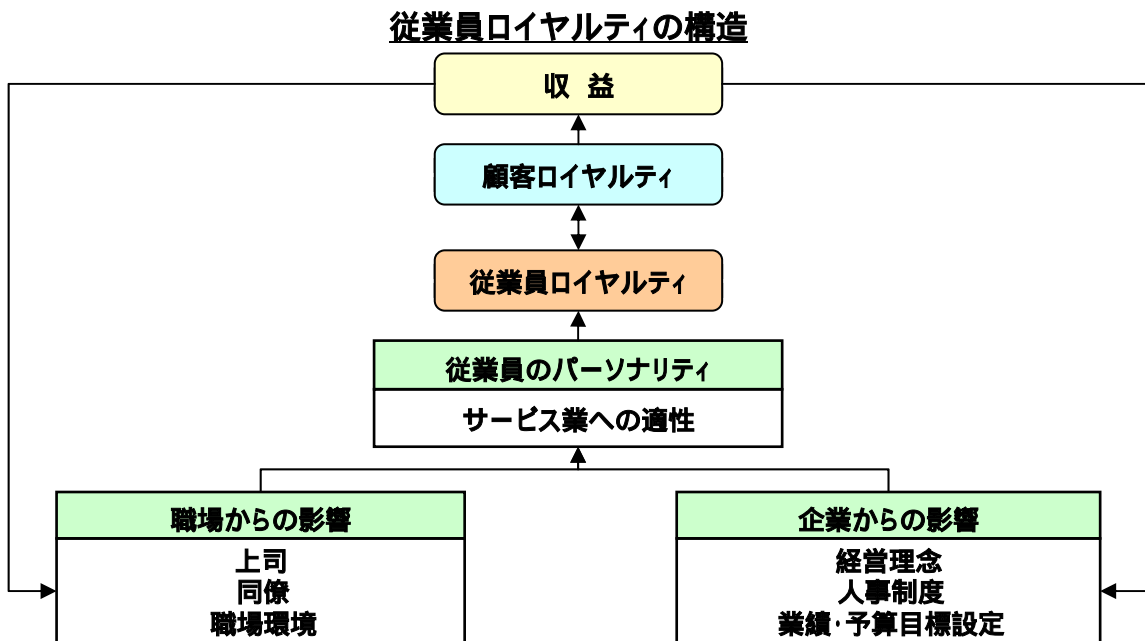 従業員ロイヤルティの構造
収 益
顧客ロイヤルティ
従業員ロイヤルティ
従業員のパーソナリティ
サービス業への適性
職場からの影響
上司
同僚
職場環境
企業からの影響
経営理念
人事制度
業績･予算目標設定